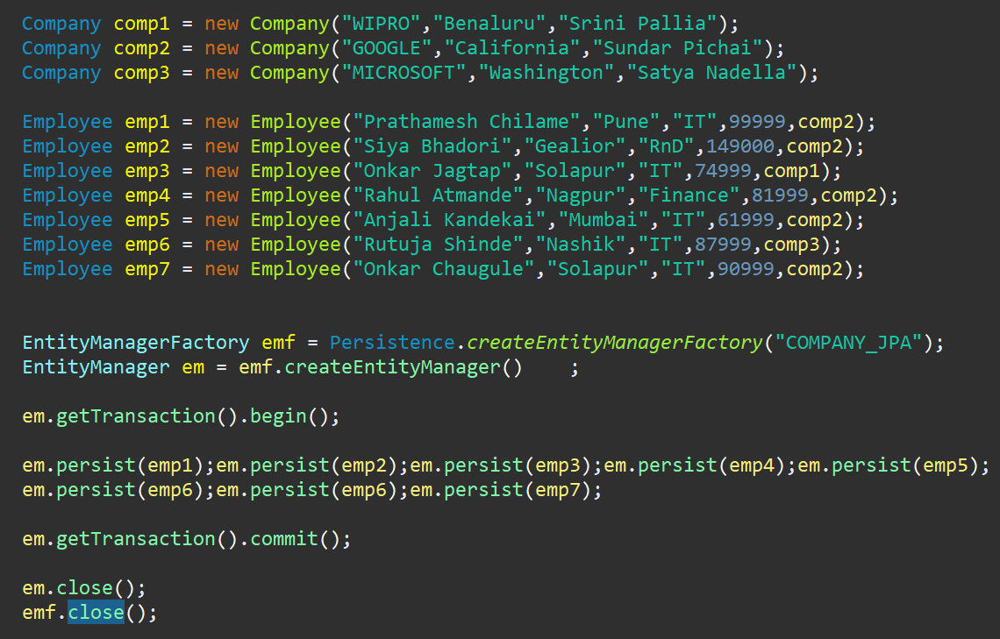 Company comp1 = new Company("WIPRO","Benaluru","Srini Pallia");
Company comp2 = new Company("GOOGLE","California","Sundar Pichai");
Company comp3 = new Company("MICROSOFT","Washington","Satya Nadella");
Employee emp1 = new Employee("Prathamesh Chilame","Pune","IT",99999,comp2);
Employee emp2 = new Employee("Siya Bhadori","Gealior","RnD",149000,comp2);
Employee emp3 = new Employee("Onkar Jagtap","Solapur","IT",74999,comp1);
Employee emp4 = new Employee("Rahul Atmande","Nagpur","Finance",81999,comp2);
Employee emp5 = new Employee("Anjali Kandekai","Mumbai","IT",61999,comp2);
Employee emp6 = new Employee("Rutuja Shinde","Nashik","IT",87999,comp3);
Employee emp7 = new Employee("Onkar Chaugule","Solapur","IT",90999,comp2);
EntityManagerFactory emf = Persistence.createEntityManagerFactory("COMPANY_JPA");
EntityManager em = emf.createEntityManager()    ;
em.getTransaction().begin();
em.persist(emp1);em.persist(emp2);em.persist(emp3);em.persist(emp4);em.persist(emp5);
em.persist(emp6);em.persist(emp6);em.persist(emp7);
em.getTransaction().commit();
em.close();
emf.close();